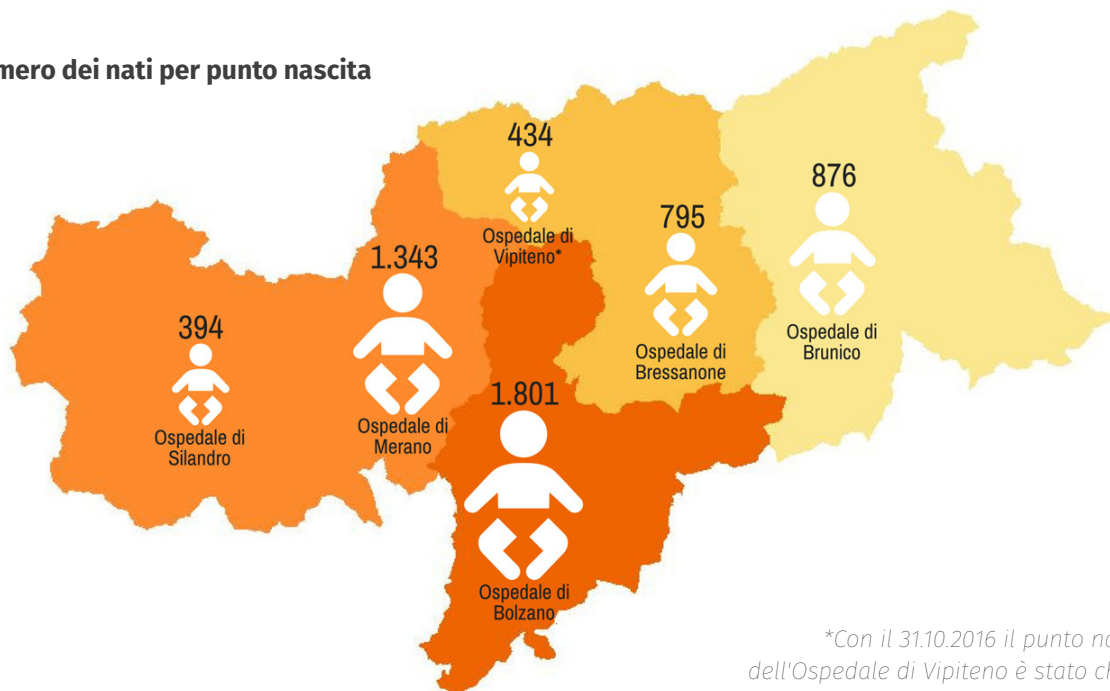 mero dei nati per punto nascita
434
Ospedale di
Vipiteno*
876
Ospedale di
Brunico
795
Ospedale di
Bressanone
1.343
Ospedale di
Merano
394
Ospedale di
Silandro
1.801
Ospedale di
Bolzano
*Con il 31.10.2016 il punto na
dell'Ospedale di Vipiteno è stato ch